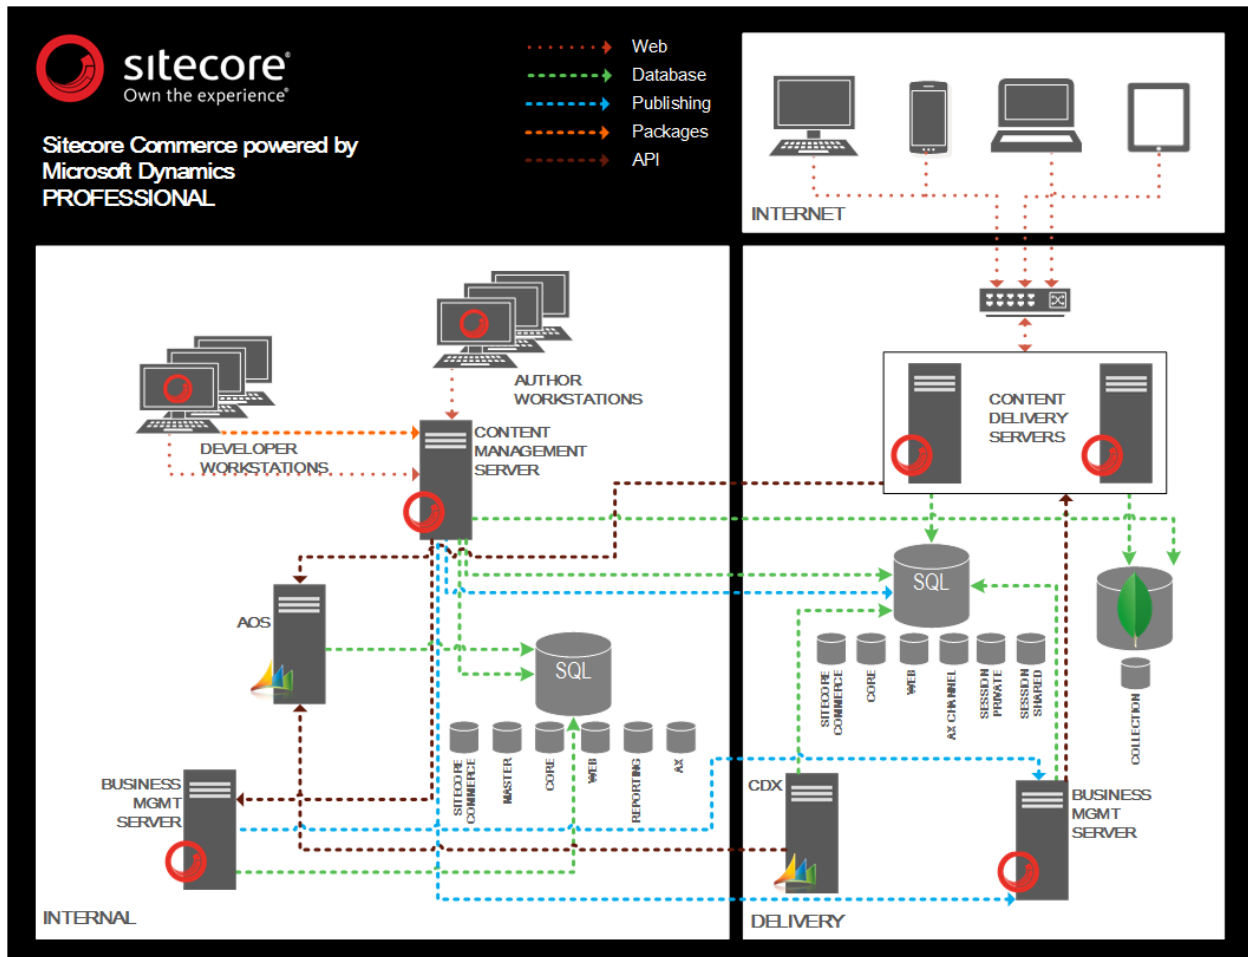 sitecore®
Own the experience®
Sitecore Commerce powered by
Microsoft Dynamics
PROFESSIONAL
Web
Database
Publishing
Packages
API
INTERNET
AUTHOR
WORKSTATIONS
DEVELOPER
WORKSTATIONS
CONTENT
MANAGEMENT
SERVER
CONTENT
DELIVERY
SERVERS
AOS
SQL
SITECORE
COMMERCE
MASTER
CORE
WEB
REPORTING
AX
BUSINESS
MGMT
SERVER
INTERNAL
SQL
SITECORE
COMMERCE
CORE
WEB
AX CHANNEL
SESSION
PRIVATE
SESSION
SHARED
COLLECTION
CDX
BUSINESS
MGMT
SERVER
DELIVERY